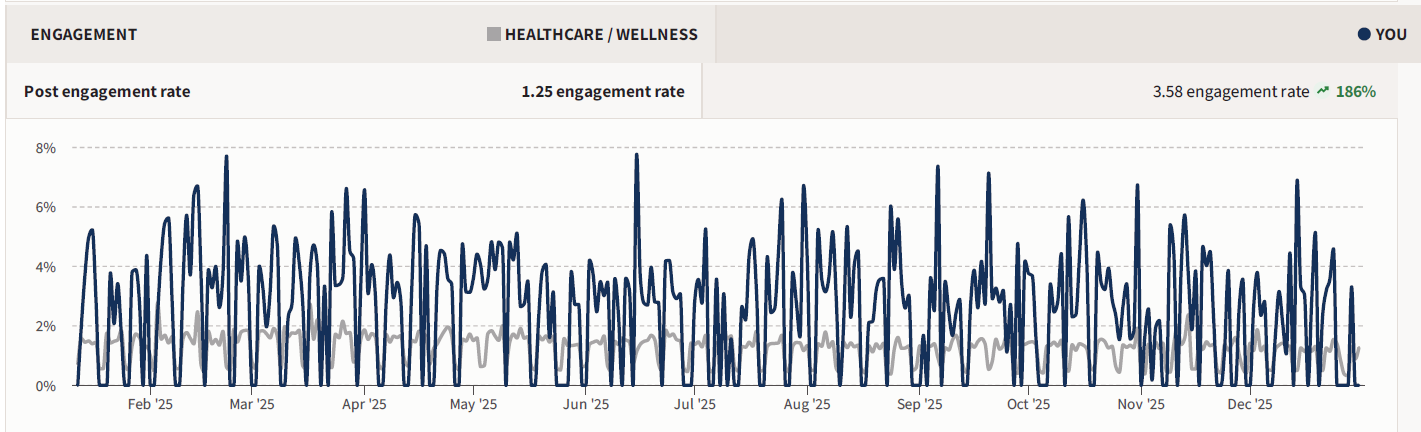 ENGAGEMENT HEALTHCARE / WELLNESS YOU
Post engagement rate 1.25 engagement rate 3.58 engagement rate 186%
8%
6%
4%
2%
0%
Feb '25 Mar '25 Apr '25 May '25 Jun '25 Jul '25 Aug '25 Sep '25 Oct '25 Nov '25 Dec '25